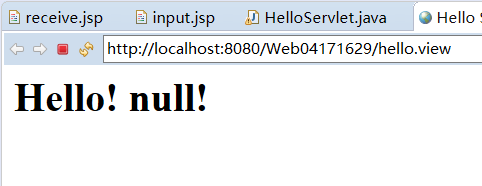 receive.jsp input.jsp HelloServlet.java Hello
http://localhost:8080/Web04171629/hello.view
Hello! null!